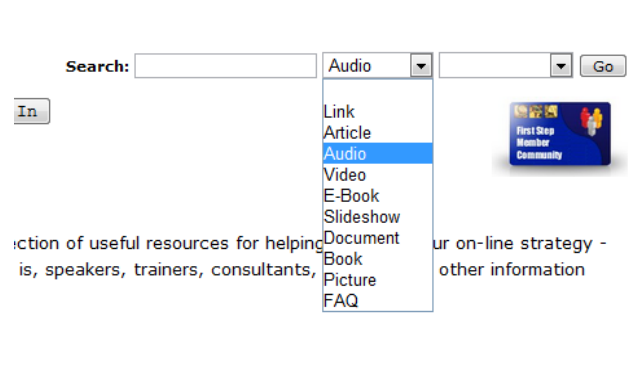 Search: Audio Go
In
Link
Article
Audio
Video
E-Book
Slideshow
Document
Book
Picture
FAQ
First Step
Member
Community
ection of useful resources for helping ur on-line strategy -
is, speakers, trainers, consultants, other information